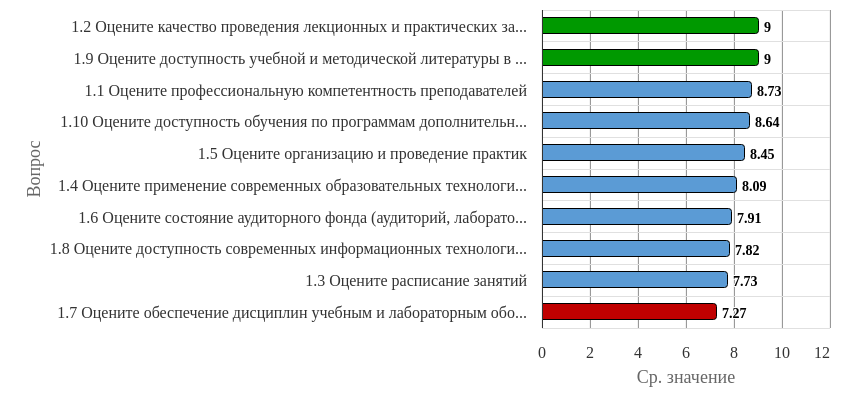 1.2 Оцените качество проведения лекционных и практических за... 9
1.9 Оцените доступность учебной и методической литературы в ... 9
1.1 Оцените профессиональную компетентность преподавателей 8.73
1.10 Оцените доступность обучения по программам дополнительн... 8.64
1.5 Оцените организацию и проведение практик 8.45
1.4 Оцените применение современных образовательных технологи... 8.09
1.6 Оцените состояние аудиторного фонда (аудиторий, лаборато... 7.91
1.8 Оцените доступность современных информационных технологи... 7.82
1.3 Оцените расписание занятий 7.73
1.7 Оцените обеспечение дисциплин учебным и лабораторным обо... 7.27
Вопрос
0 2 4 6 8 10 12
Ср. значение